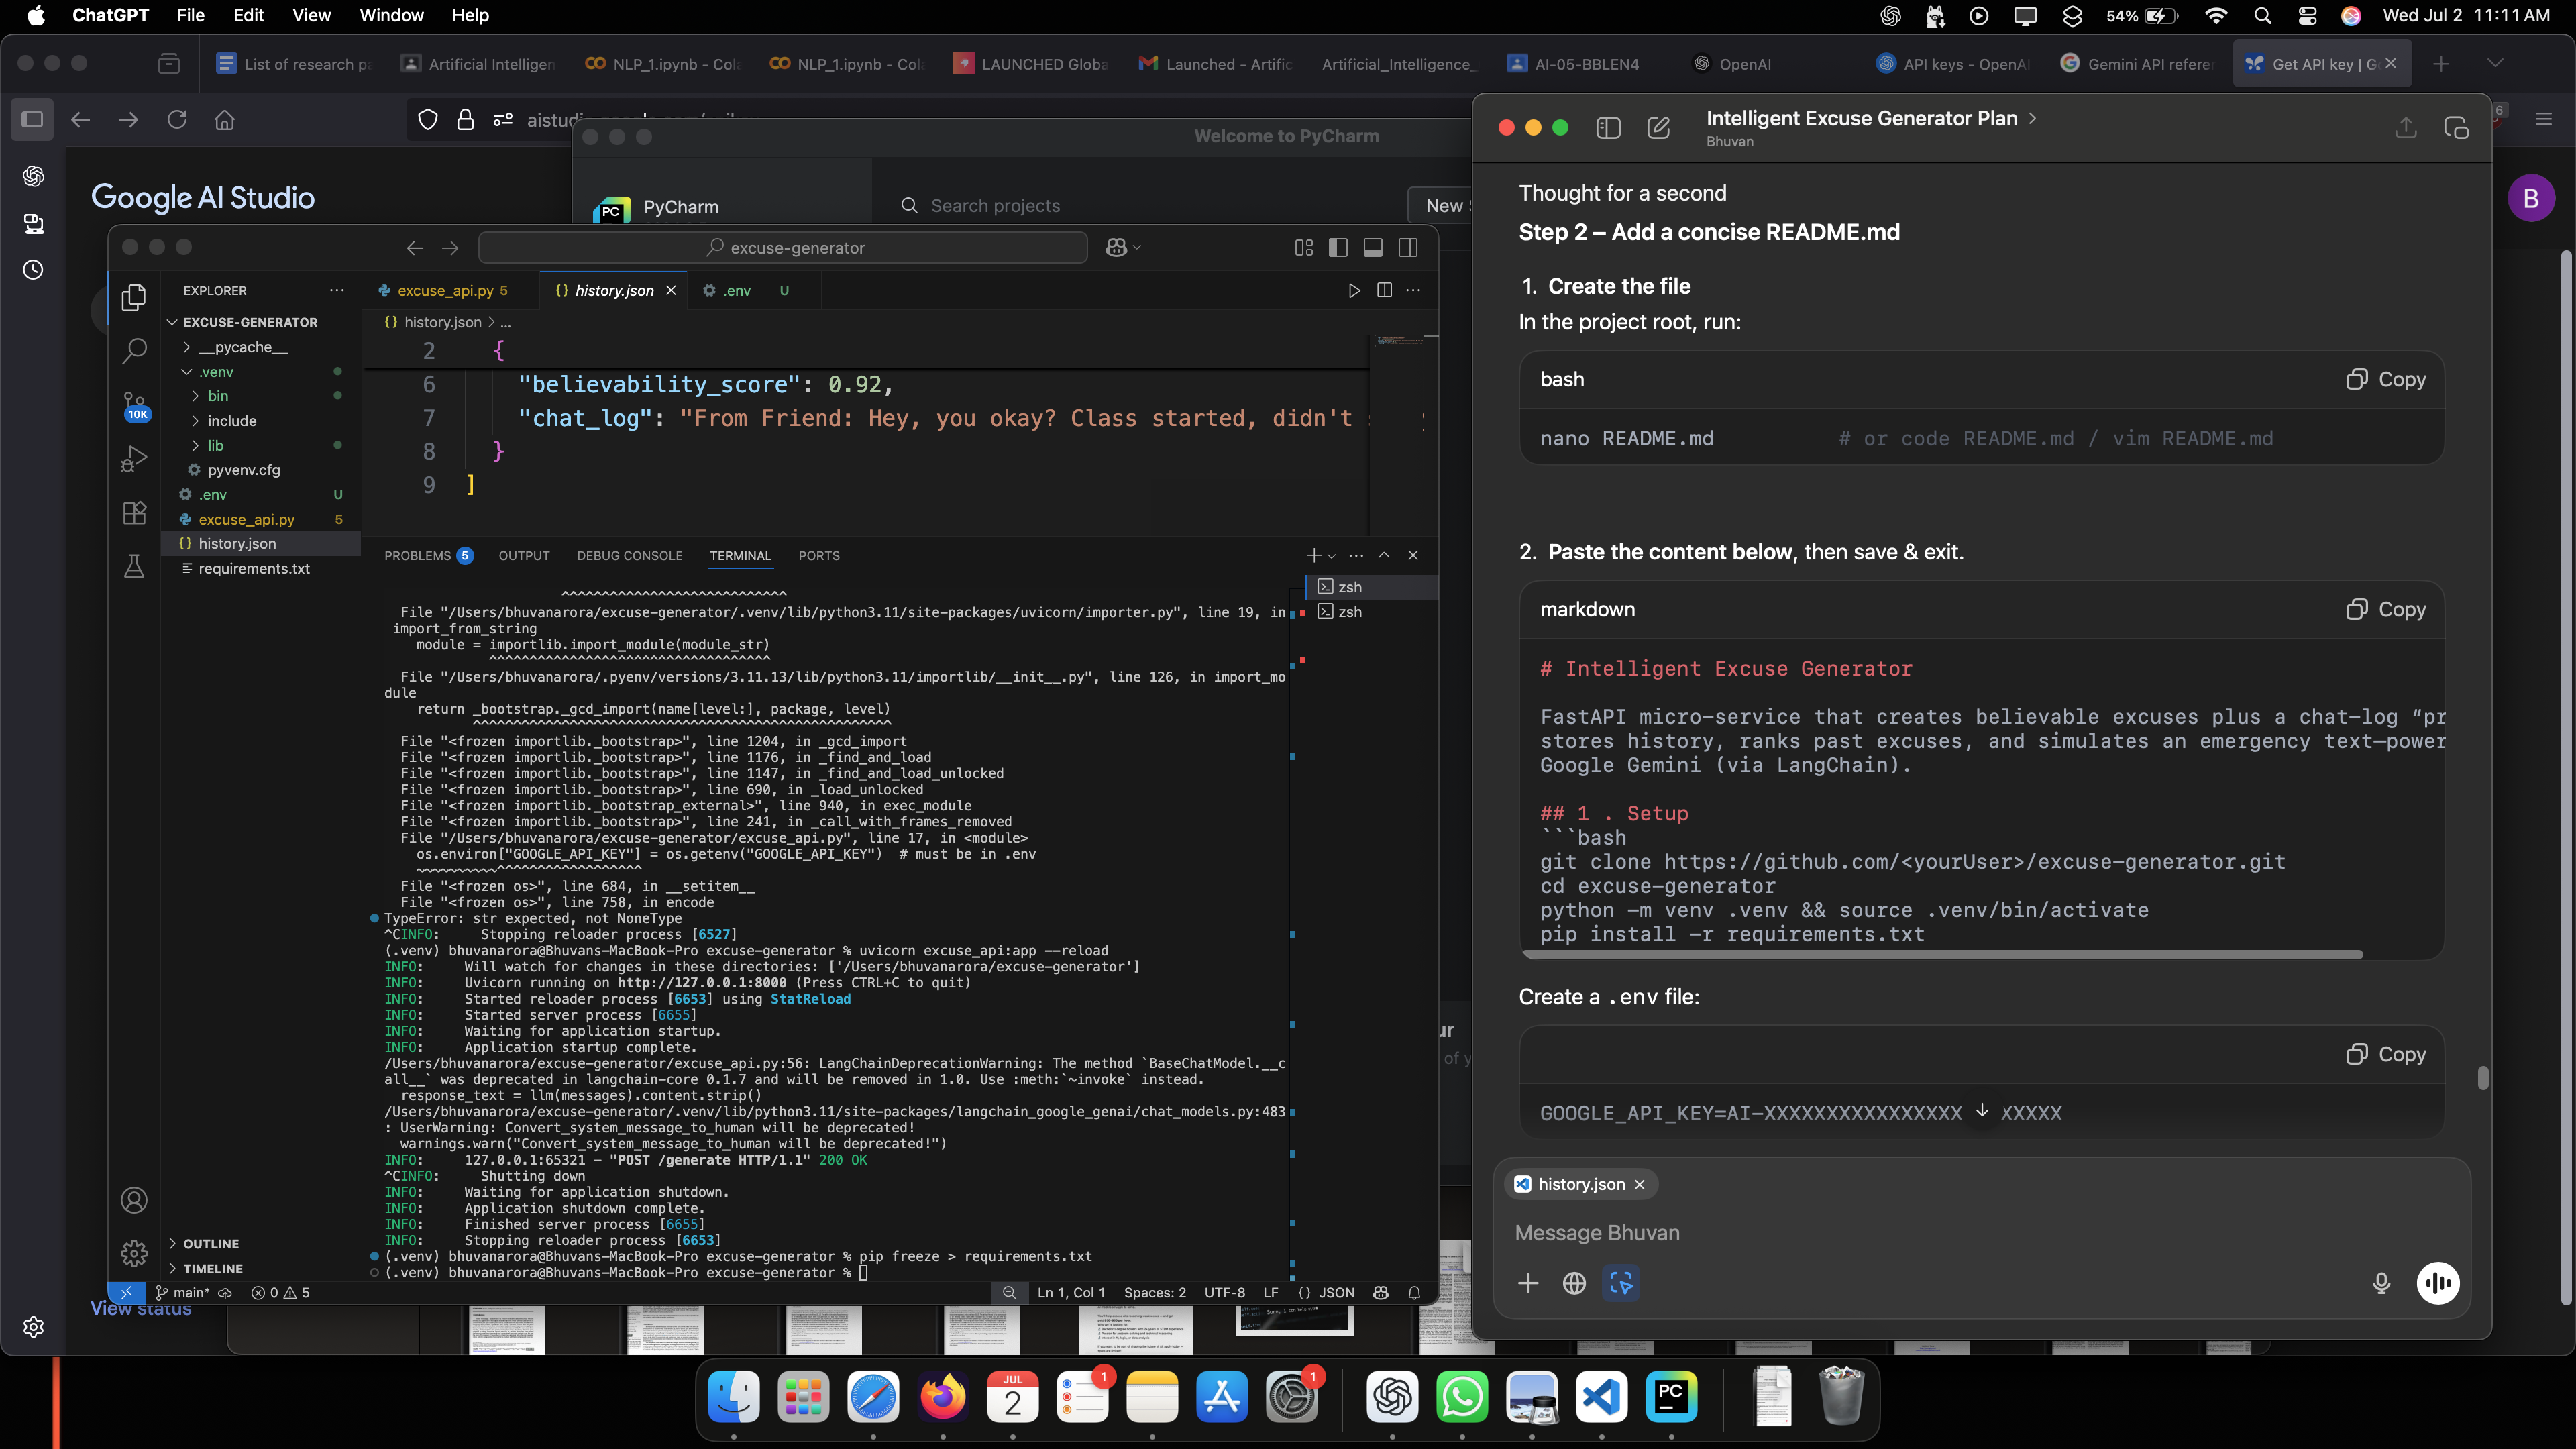 ChatGPT File Edit View Window Help
54% Wed Jul 2 11:11 AM
List of research pa
Artificial Intelligen
NLP_1.ipynb - Cola
NLP_1.ipynb - Cola
LAUNCHED Globa
Launched - Artific
Artificial_Intelligence_
AI-05-BBLEN4
OpenAI
API keys - OpenAI
Gemini API referen
Get API key | G
Google AI Studio
B
View status
Welcome to PyCharm
PC PyCharm
Search projects
New
excuse-generator
EXPLORER
EXCUSE-GENERATOR
__pycache__
.venv
bin
include
lib
pyvenv.cfg
.env U
excuse_api.py 5
history.json
requirements.txt
OUTLINE
TIMELINE
10K
excuse_api.py 5
{} history.json
.env U
{} history.json > ...
2 {
6 "believability_score": 0.92,
7 "chat_log": "From Friend: Hey, you okay? Class started, didn't
8 }
9 ]
PROBLEMS 5 OUTPUT DEBUG CONSOLE TERMINAL PORTS
zsh
zsh
^^^^^^^^^^^^^^^^^^^^^^^^^^^^
File "/Users/bhuvanarora/excuse-generator/.venv/lib/python3.11/site-packages/uvicorn/importer.py", line 19, in
import_from_string
module = importlib.import_module(module_str)
^^^^^^^^^^^^^^^^^^^^^^^^^^^^^^^^^^^
File "/Users/bhuvanarora/.pyenv/versions/3.11.13/lib/python3.11/importlib/__init__.py", line 126, in import_mo
dule
return _bootstrap._gcd_import(name[level:], package, level)
^^^^^^^^^^^^^^^^^^^^^^^^^^^^^^^^^^^^^^^^^^^^^^^^^^^^
File "<frozen importlib._bootstrap>", line 1204, in _gcd_import
File "<frozen importlib._bootstrap>", line 1176, in _find_and_load
File "<frozen importlib._bootstrap>", line 1147, in _find_and_load_unlocked
File "<frozen importlib._bootstrap>", line 690, in _load_unlocked
File "<frozen importlib._bootstrap_external>", line 940, in exec_module
File "<frozen importlib._bootstrap>", line 241, in _call_with_frames_removed
File "/Users/bhuvanarora/excuse-generator/excuse_api.py", line 17, in <module>
os.environ["GOOGLE_API_KEY"] = os.getenv("GOOGLE_API_KEY")  # must be in .env
~~~~~~~~~~^^^^^^^^^^^^^^^^^^
File "<frozen os>", line 684, in __setitem__
File "<frozen os>", line 758, in encode
TypeError: str expected, not NoneType
^CINFO: Stopping reloader process [6527]
(.venv) bhuvanarora@Bhuvans-MacBook-Pro excuse-generator % uvicorn excuse_api:app --reload
INFO: Will watch for changes in these directories: ['/Users/bhuvanarora/excuse-generator']
INFO: Uvicorn running on http://127.0.0.1:8000 (Press CTRL+C to quit)
INFO: Started reloader process [6653] using StatReload
INFO: Started server process [6655]
INFO: Waiting for application startup.
INFO: Application startup complete.
/Users/bhuvanarora/excuse-generator/excuse_api.py:56: LangChainDeprecationWarning: The method `BaseChatModel.__c
all__` was deprecated in langchain-core 0.1.7 and will be removed in 1.0. Use :meth:`~invoke` instead.
response_text = llm(messages).content.strip()
/Users/bhuvanarora/excuse-generator/.venv/lib/python3.11/site-packages/langchain_google_genai/chat_models.py:483
: UserWarning: Convert_system_message_to_human will be deprecated!
warnings.warn("Convert_system_message_to_human will be deprecated!")
INFO: 127.0.0.1:65321 - "POST /generate HTTP/1.1" 200 OK
^CINFO: Shutting down
INFO: Waiting for application shutdown.
INFO: Application shutdown complete.
INFO: Finished server process [6655]
INFO: Stopping reloader process [6653]
(.venv) bhuvanarora@Bhuvans-MacBook-Pro excuse-generator % pip freeze > requirements.txt
(.venv) bhuvanarora@Bhuvans-MacBook-Pro excuse-generator %
main* 0 5 Ln 1, Col 1 Spaces: 2 UTF-8 LF {} JSON
Intelligent Excuse Generator Plan >
Bhuvan
Thought for a second
Step 2 – Add a concise README.md
1. Create the file
In the project root, run:
bash Copy
nano README.md # or code README.md / vim README.md
2. Paste the content below, then save & exit.
markdown Copy
# Intelligent Excuse Generator
FastAPI micro-service that creates believable excuses plus a chat-log “pr
stores history, ranks past excuses, and simulates an emergency text—power
Google Gemini (via LangChain).
## 1 . Setup
```bash
git clone https://github.com/<yourUser>/excuse-generator.git
cd excuse-generator
python -m venv .venv && source .venv/bin/activate
pip install -r requirements.txt
Create a .env file:
Copy
GOOGLE_API_KEY=AI-XXXXXXXXXXXXXXXX XXXXX
history.json
Message Bhuvan
JUL
2
1
1
PC